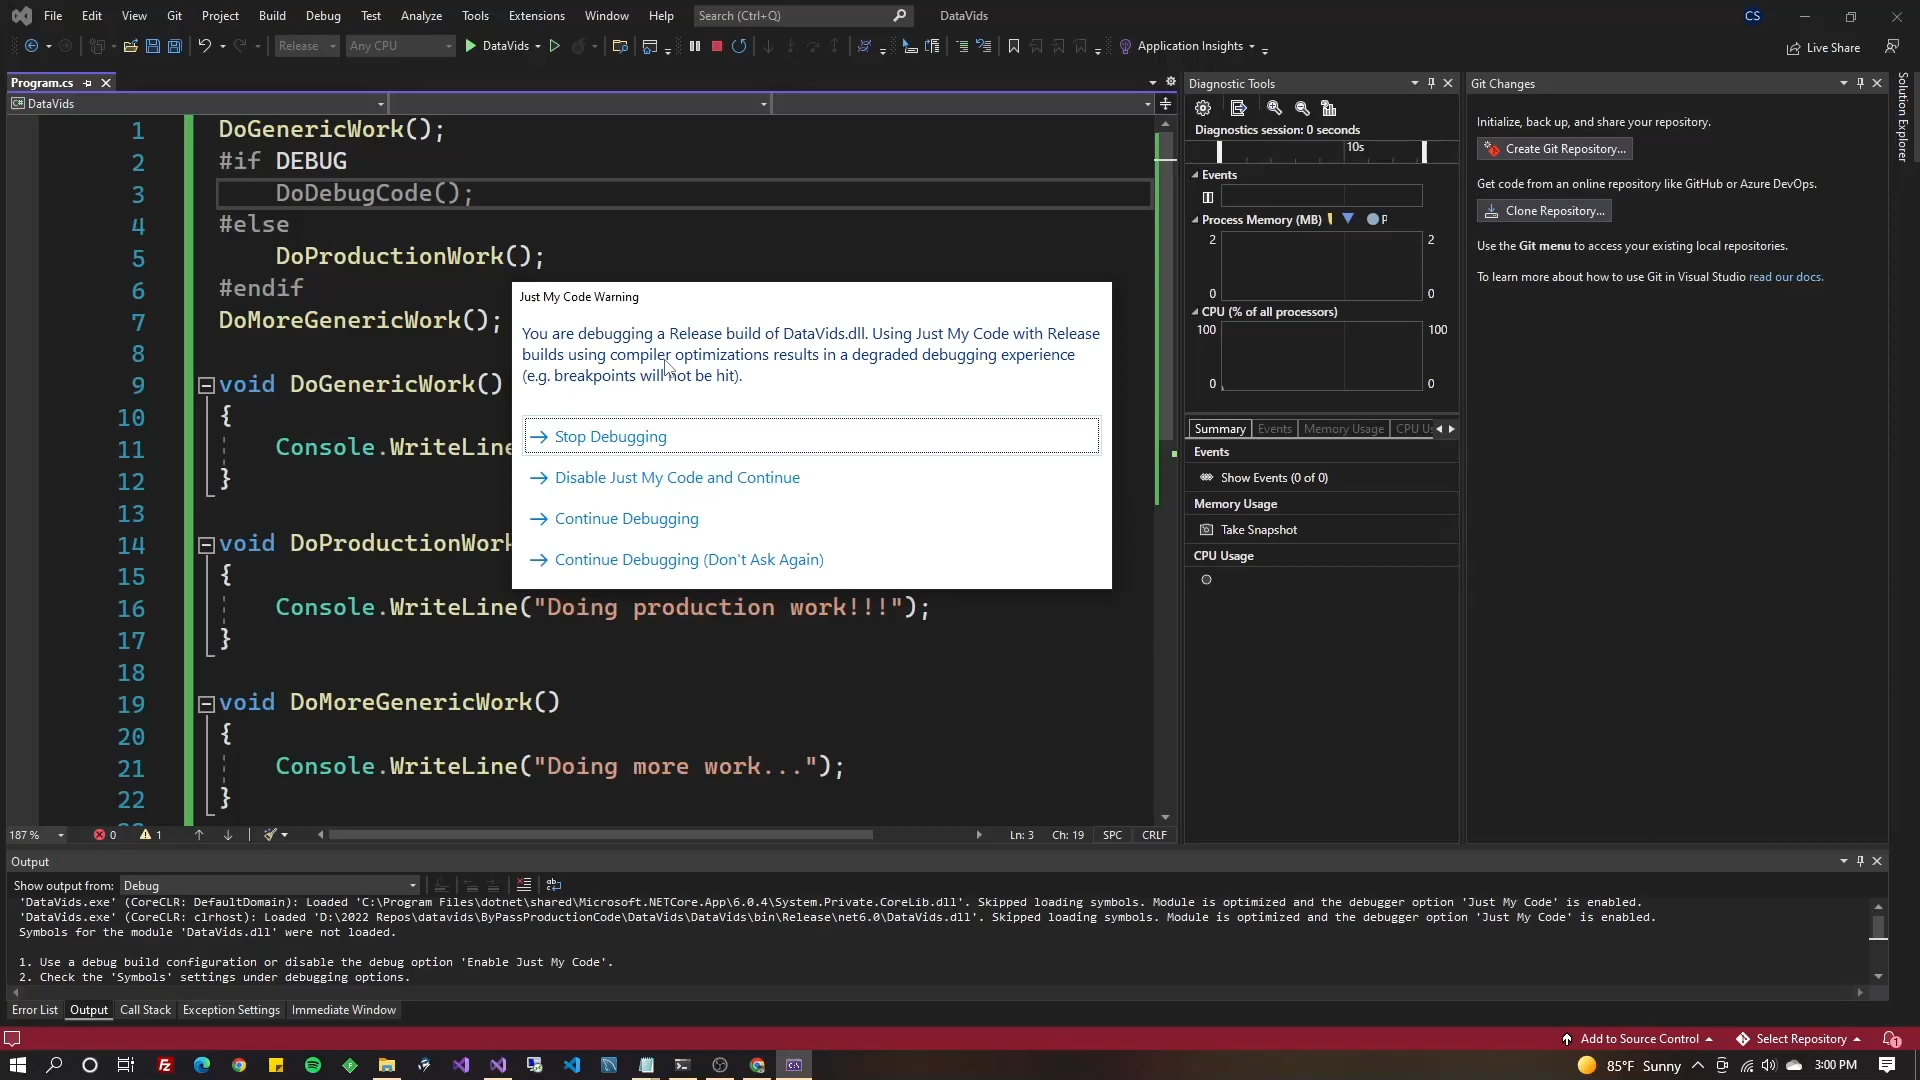 File Edit View Git Project Build Debug Test Analyze Tools Extensions Window Help Search (Ctrl+Q) DataVids CS
Release Any CPU DataVids Application Insights Live Share
Program.cs
DataVids
1 DoGenericWork();
2 #if DEBUG
3 DoDebugCode();
4 #else
5 DoProductionWork();
6 #endif
7 DoMoreGenericWork();
8
9 void DoGenericWork()
10 {
11 Console.WriteLine
12 }
13
14 void DoProductionWork
15 {
16 Console.WriteLine("Doing production work!!!");
17 }
18
19 void DoMoreGenericWork()
20 {
21 Console.WriteLine("Doing more work...");
22 }
Just My Code Warning
You are debugging a Release build of DataVids.dll. Using Just My Code with Release
builds using compiler optimizations results in a degraded debugging experience
(e.g. breakpoints will not be hit).
Stop Debugging
Disable Just My Code and Continue
Continue Debugging
Continue Debugging (Don't Ask Again)
187 % 0 1 Ln: 3 Ch: 19 SPC CRLF
Diagnostic Tools
Diagnostics session: 0 seconds
10s
Events
Process Memory (MB) P
2 2
0 0
CPU (% of all processors)
100 100
0 0
Summary Events Memory Usage CPU Us
Events
Show Events (0 of 0)
Memory Usage
Take Snapshot
CPU Usage
Git Changes
Initialize, back up, and share your repository.
Create Git Repository...
Get code from an online repository like GitHub or Azure DevOps.
Clone Repository...
Use the Git menu to access your existing local repositories.
To learn more about how to use Git in Visual Studio read our docs.
Solution Explorer
Output
Show output from: Debug
'DataVids.exe' (CoreCLR: DefaultDomain): Loaded 'C:\Program Files\dotnet\shared\Microsoft.NETCore.App\6.0.4\System.Private.CoreLib.dll'. Skipped loading symbols. Module is optimized and the debugger option 'Just My Code' is enabled.
'DataVids.exe' (CoreCLR: clrhost): Loaded 'D:\2022 Repos\datavids\ByPassProductionCode\DataVids\DataVids\bin\Release\net6.0\DataVids.dll'. Skipped loading symbols. Module is optimized and the debugger option 'Just My Code' is enabled.
Symbols for the module 'DataVids.dll' were not loaded.
1. Use a debug build configuration or disable the debug option 'Enable Just My Code'.
2. Check the 'Symbols' settings under debugging options.
Error List Output Call Stack Exception Settings Immediate Window
Add to Source Control Select Repository 1
85°F Sunny 3:00 PM